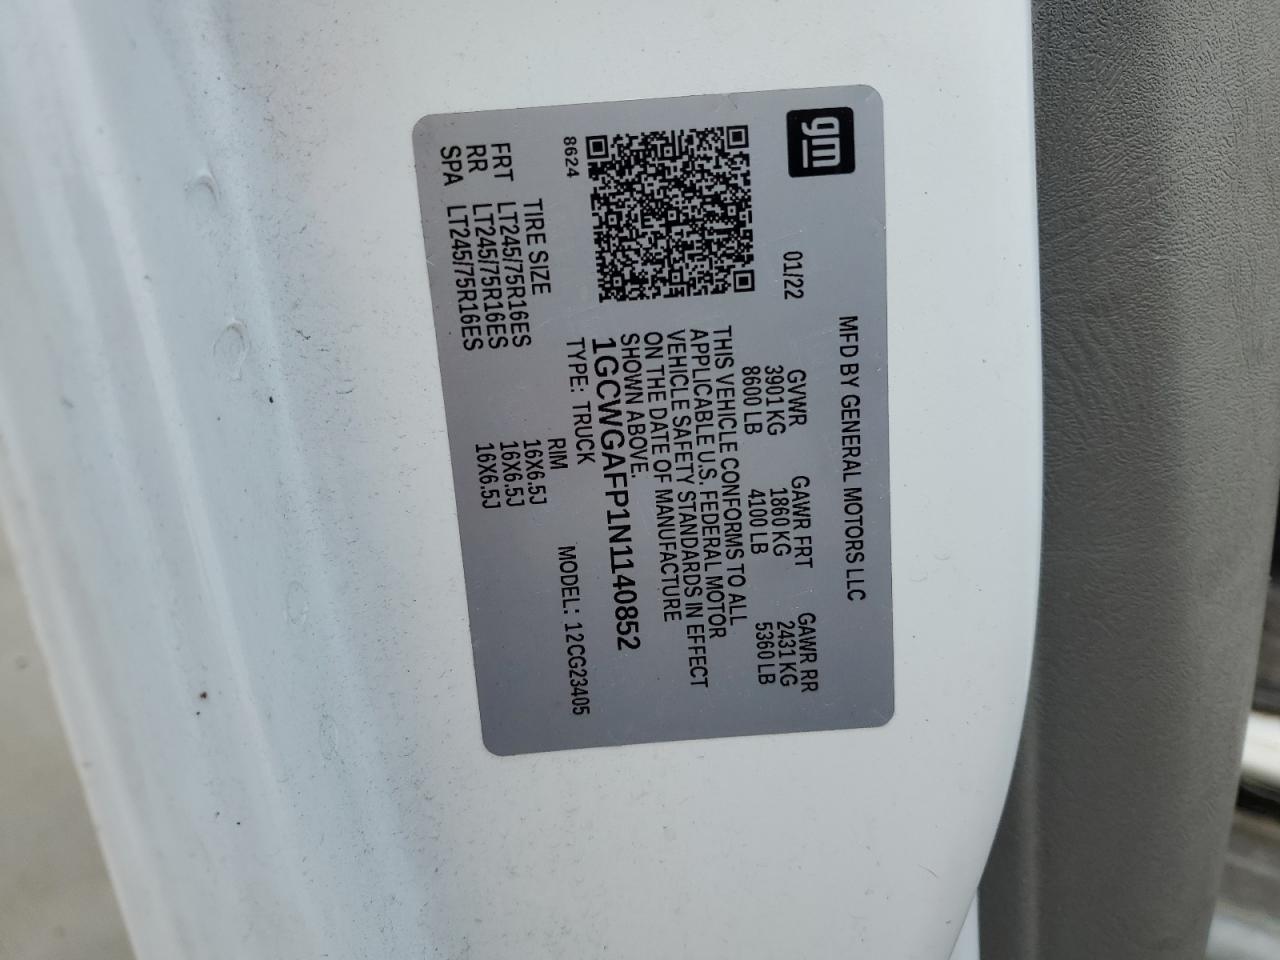 gm
MFD BY GENERAL MOTORS LLC
01/22
GVWR GAWR FRT GAWR RR
3901 KG 1860 KG 2431 KG
8600 LB 4100 LB 5360 LB
THIS VEHICLE CONFORMS TO ALL
APPLICABLE U.S. FEDERAL MOTOR
VEHICLE SAFETY STANDARDS IN EFFECT
ON THE DATE OF MANUFACTURE
SHOWN ABOVE.
1GCWGAFP1N1140852
8624
TYPE: TRUCK MODEL: 12CG23405
TIRE SIZE RIM
FRT LT245/75R16ES 16X6.5J
RR LT245/75R16ES 16X6.5J
SPA LT245/75R16ES 16X6.5J